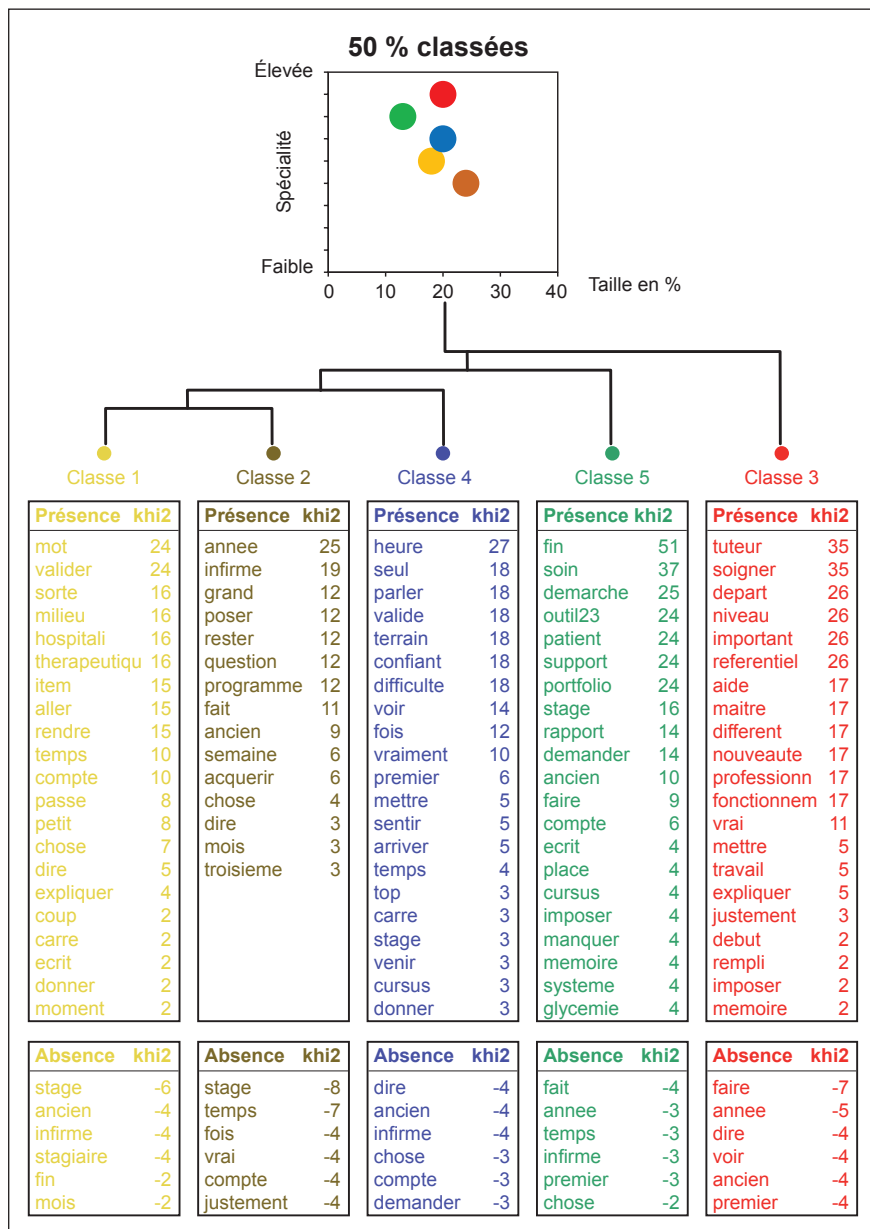 50 % classées
Élevée
Spécialité
Faible
0 10 20 30 40
Taille en %
Classe 1 Classe 2 Classe 4 Classe 5 Classe 3
Présence khi2 Présence khi2 Présence khi2 Présence khi2 Présence khi2
mot 24 annee 25 heure 27 fin 51 tuteur 35
valider 24 infirme 19 seul 18 soin 37 soigner 35
sorte 16 grand 12 parler 18 demarche 25 depart 26
milieu 16 poser 12 valide 18 outil23 24 niveau 26
hospitali 16 rester 12 terrain 18 patient 24 important 26
therapeutiqu 16 question 12 confiant 18 support 24 referentiel 26
item 15 programme 12 difficulte 18 portfolio 24 aide 17
aller 15 fait 11 voir 14 stage 16 maitre 17
rendre 15 ancien 9 fois 12 rapport 14 different 17
temps 10 semaine 6 vraiment 10 demander 14 nouveaute 17
compte 10 acquerir 6 premier 6 ancien 10 professionn 17
passe 8 chose 4 mettre 5 faire 9 fonctionnem 17
petit 8 dire 3 sentir 5 compte 6 vrai 11
chose 7 mois 3 arriver 5 ecrit 4 mettre 5
dire 5 troisieme 3 temps 4 place 4 travail 5
expliquer 4 top 3 cursus 4 expliquer 5
coup 2 carre 3 imposer 4 justement 3
carre 2 stage 3 manquer 4 debut 2
ecrit 2 venir 3 memoire 4 rempli 2
donner 2 cursus 3 systeme 4 imposer 2
moment 2 donner 3 glycemie 4 memoire 2
Absence khi2 Absence khi2 Absence khi2 Absence khi2 Absence khi2
stage -6 stage -8 dire -4 fait -4 faire -7
ancien -4 temps -7 ancien -4 annee -3 annee -5
infirme -4 fois -4 infirme -4 temps -3 dire -4
stagiaire -4 vrai -4 chose -3 infirme -3 voir -4
fin -2 compte -4 compte -3 premier -3 ancien -4
mois -2 justement -4 demander -3 chose -2 premier -4